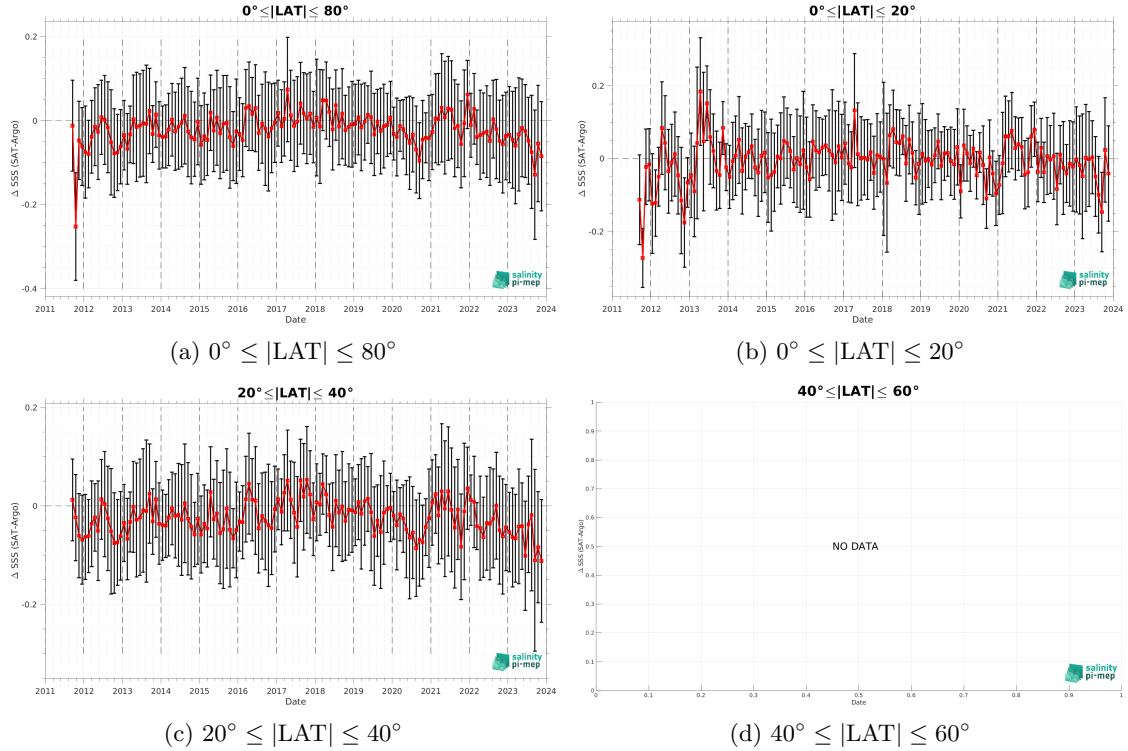 0°≤|LAT|≤ 80°
0.2
0
-0.2
-0.4
Δ SSS (SAT-Argo)
2011 2012 2013 2014 2015 2016 2017 2018 2019 2020 2021 2022 2023 2024
Date
salinity
pi-mep
(a) 0° ≤ |LAT| ≤ 80°
0°≤|LAT|≤ 20°
0.2
0
-0.2
Δ SSS (SAT-Argo)
2011 2012 2013 2014 2015 2016 2017 2018 2019 2020 2021 2022 2023 2024
Date
salinity
pi-mep
(b) 0° ≤ |LAT| ≤ 20°
20°≤|LAT|≤ 40°
0.2
0
-0.2
Δ SSS (SAT-Argo)
2011 2012 2013 2014 2015 2016 2017 2018 2019 2020 2021 2022 2023 2024
Date
salinity
pi-mep
(c) 20° ≤ |LAT| ≤ 40°
40°≤|LAT|≤ 60°
1
0.9
0.8
0.7
0.6
0.5
0.4
0.3
0.2
0.1
0
Δ SSS (SAT-Argo)
NO DATA
0 0.1 0.2 0.3 0.4 0.5 0.6 0.7 0.8 0.9 1
Date
salinity
pi-mep
(d) 40° ≤ |LAT| ≤ 60°